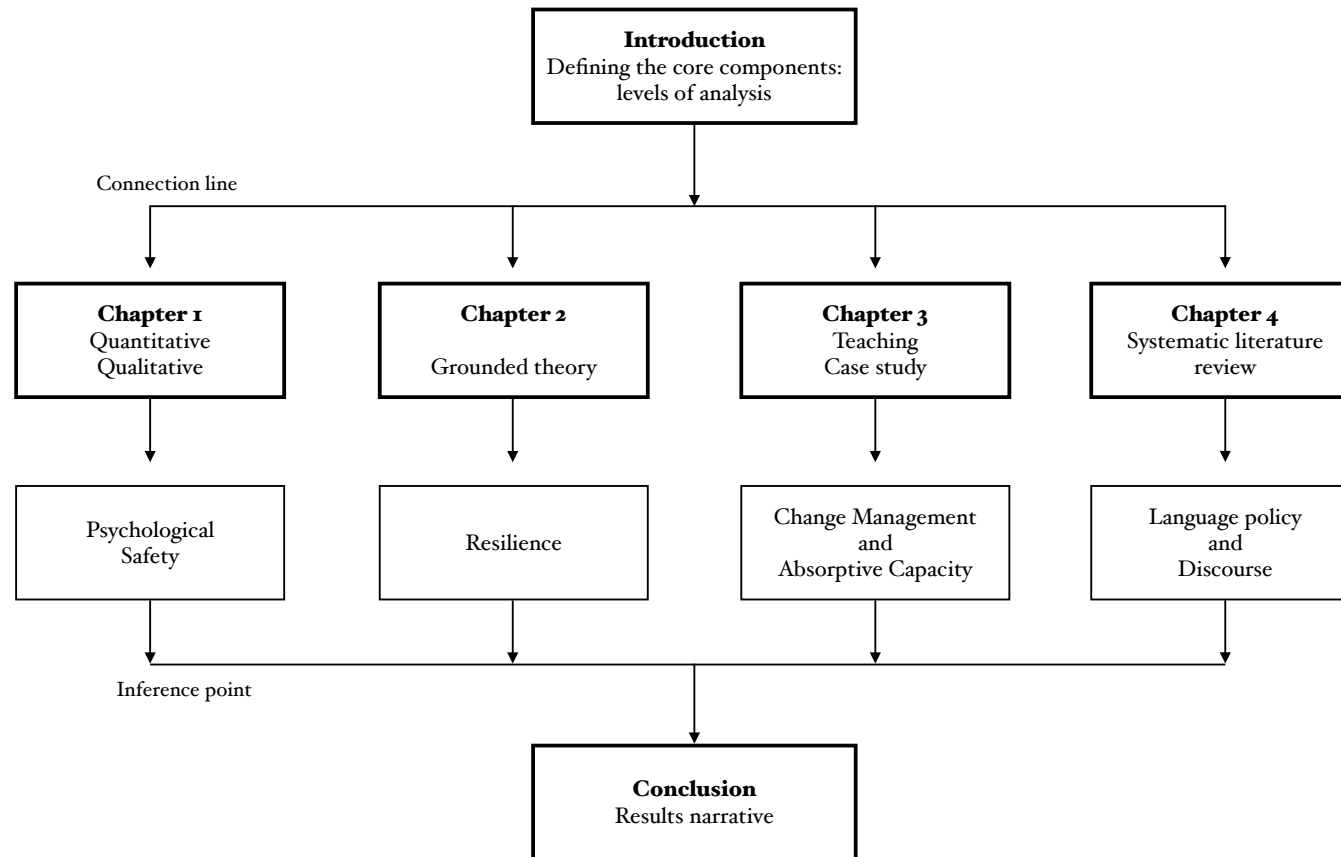 Introduction
Defining the core components:
levels of analysis
Connection line
Chapter 1
Quantitative
Qualitative
Chapter 2
Grounded theory
Chapter 3
Teaching
Case study
Chapter 4
Systematic literature
review
Psychological
Safety
Resilience
Change Management
and
Absorptive Capacity
Language policy
and
Discourse
Inference point
Conclusion
Results narrative